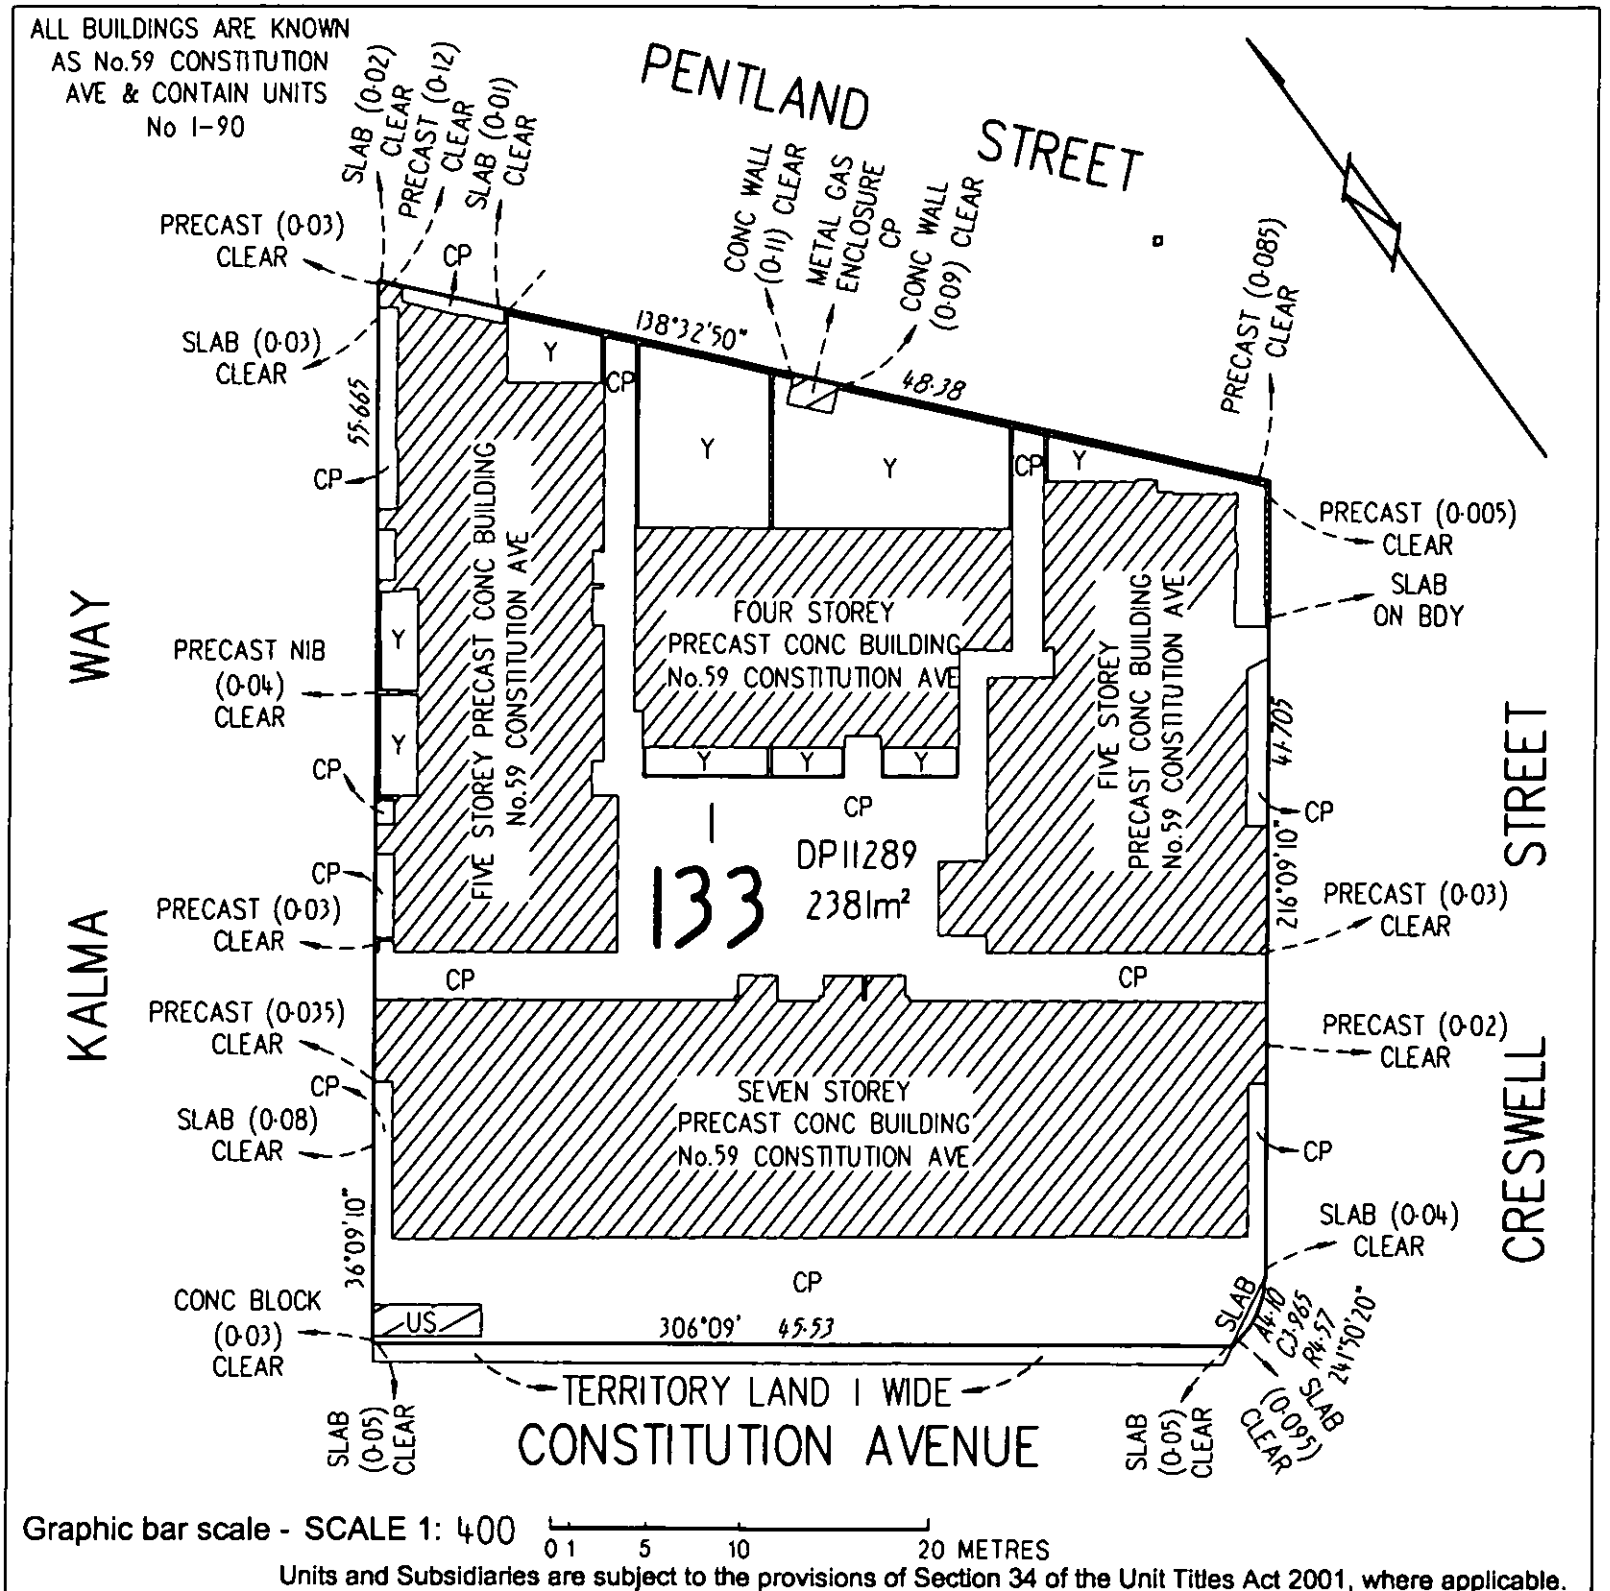 ALL BUILDINGS ARE KNOWN
AS No.59 CONSTITUTION
AVE & CONTAIN UNITS
No 1-90
SLAB (0·02)
CLEAR
PRECAST (0·12)
CLEAR
SLAB (0·01)
CLEAR
PENTLAND
STREET
CONC WALL
(0·11) CLEAR
METAL GAS
ENCLOSURE
CP
CONC WALL
(0·09) CLEAR
PRECAST (0·085)
CLEAR
PRECAST (0·03)
CLEAR
CP
SLAB (0·03)
CLEAR
138°32'50"
48·38
55·665
Y
CP
Y
Y
CP
Y
CP
PRECAST (0·005)
CLEAR
SLAB
ON BDY
FIVE STOREY PRECAST CONC BUILDING
No.59 CONSTITUTION AVE
FOUR STOREY
PRECAST CONC BUILDING
No.59 CONSTITUTION AVE
FIVE STOREY
PRECAST CONC BUILDING
No.59 CONSTITUTION AVE
KALMA WAY
Y
PRECAST NIB
(0·04)
CLEAR
Y
CP
Y
Y
Y
CP
41·705
CP
216°09'10"
1
133
DP11289
2381m²
CP
PRECAST (0·03)
CLEAR
PRECAST (0·03)
CLEAR
CRESWELL STREET
CP
CP
PRECAST (0·035)
CLEAR
PRECAST (0·02)
CLEAR
CP
SLAB (0·08)
CLEAR
SEVEN STOREY
PRECAST CONC BUILDING
No.59 CONSTITUTION AVE
CP
36°09'10"
SLAB (0·04)
CLEAR
CP
CONC BLOCK
(0·03)
CLEAR
US
306°09' 45·53
SLAB
A4·10
C3·965
R4·57
241°50'20"
TERRITORY LAND 1 WIDE
SLAB
(0·05)
CLEAR
SLAB
(0·05)
CLEAR
SLAB
(0·095)
CLEAR
CONSTITUTION AVENUE
Graphic bar scale - SCALE 1: 400
0 1 5 10 20 METRES
Units and Subsidiaries are subject to the provisions of Section 34 of the Unit Titles Act 2001, where applicable.